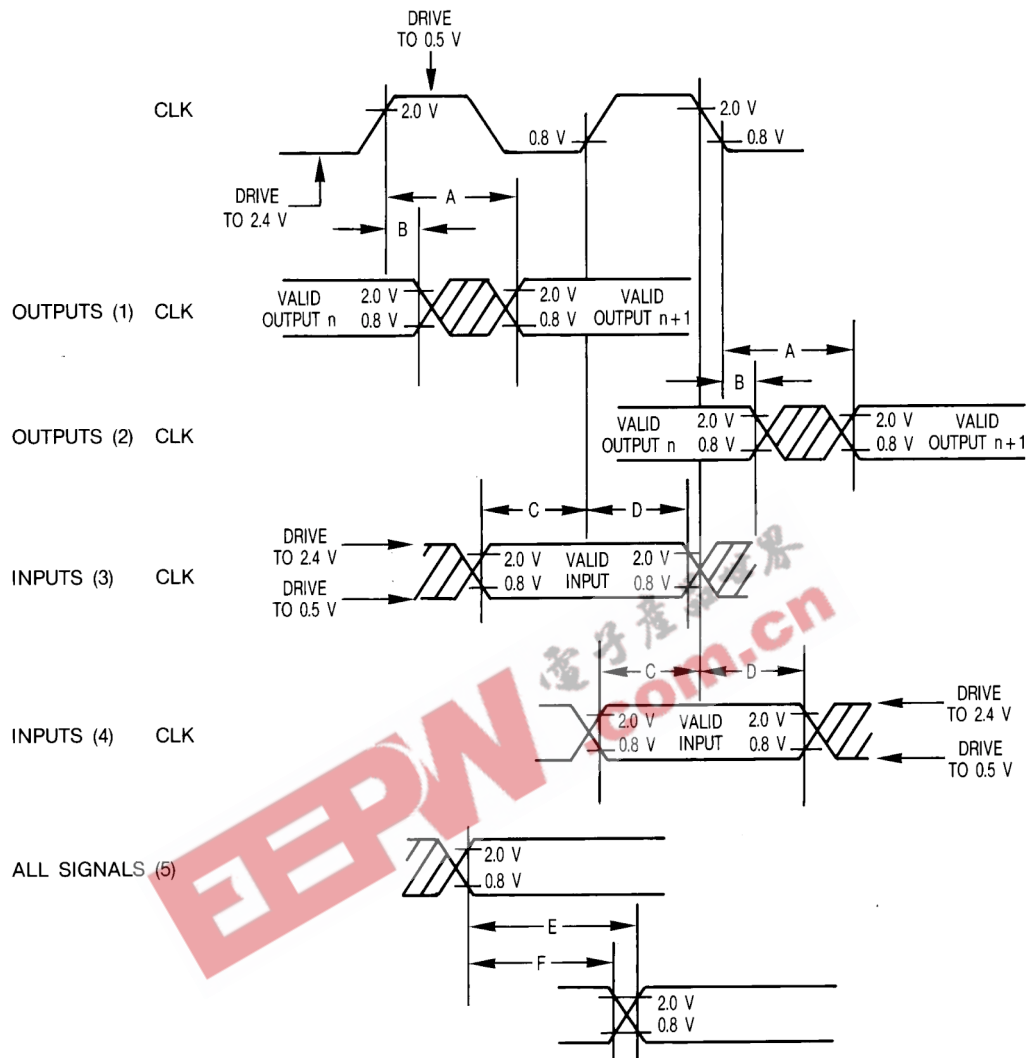 DRIVE
TO 0.5 V
CLK
2.0 V
0.8 V
2.0 V
0.8 V
DRIVE
TO 2.4 V
A
B
OUTPUTS (1) CLK
VALID
OUTPUT n
2.0 V
0.8 V
2.0 V
0.8 V
VALID
OUTPUT n+1
A
B
OUTPUTS (2) CLK
VALID
OUTPUT n
2.0 V
0.8 V
2.0 V
0.8 V
VALID
OUTPUT n+1
C
D
INPUTS (3) CLK
DRIVE
TO 2.4 V
DRIVE
TO 0.5 V
2.0 V
0.8 V
VALID
INPUT
2.0 V
0.8 V
C
D
INPUTS (4) CLK
2.0 V
0.8 V
VALID
INPUT
2.0 V
0.8 V
DRIVE
TO 2.4 V
DRIVE
TO 0.5 V
ALL SIGNALS (5)
2.0 V
0.8 V
E
F
2.0 V
0.8 V
EEPW
.com.cn
電子產品世界